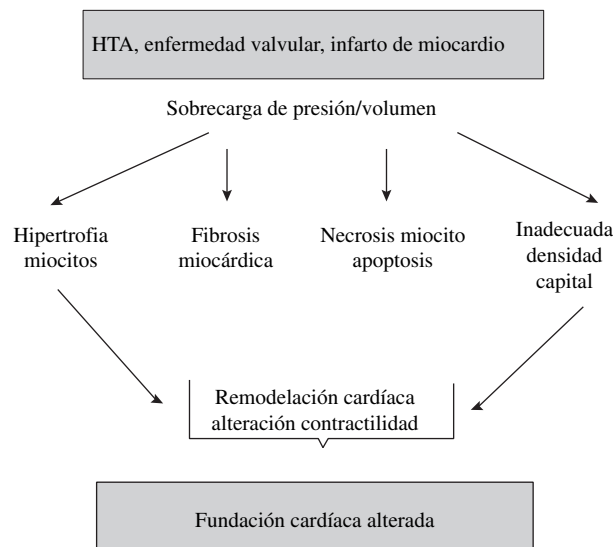 HTA, enfermedad valvular, infarto de miocardio
Sobrecarga de presión/volumen
Hipertrofia
miocitos
Fibrosis
miocárdica
Necrosis miocito
apoptosis
Inadecuada
densidad
capital
Remodelación cardíaca
alteración contractilidad
Fundación cardíaca alterada